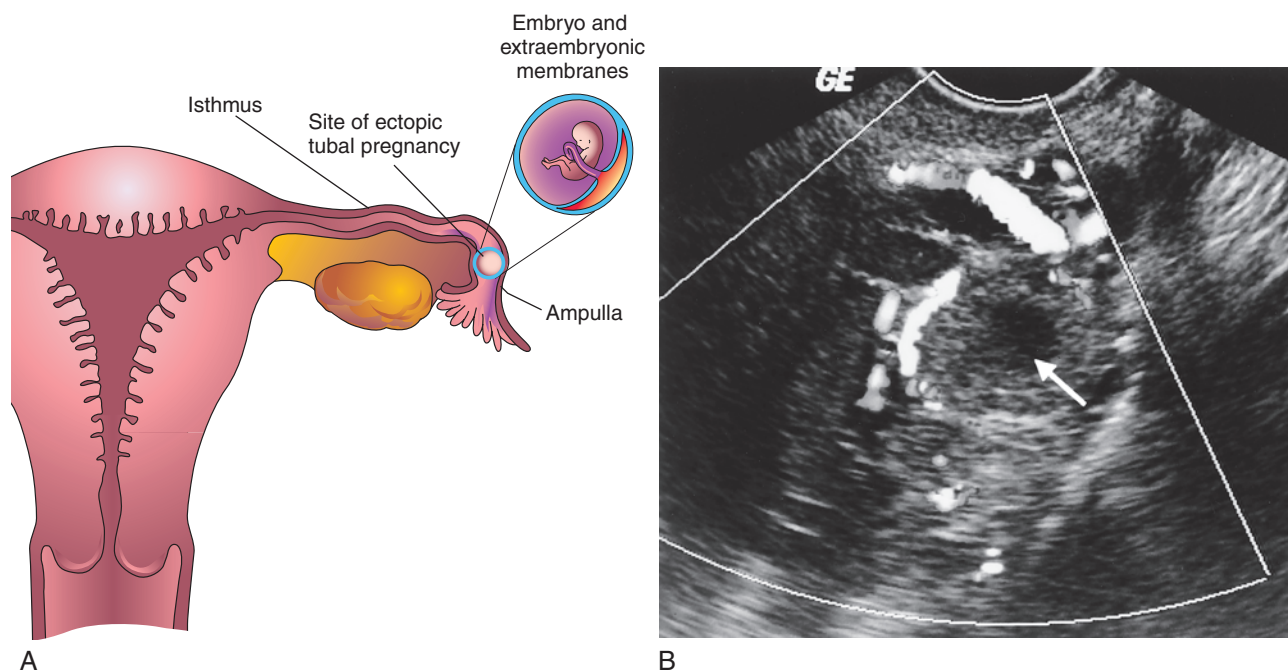 Embryo and
extraembryonic
membranes
Isthmus
Site of ectopic
tubal pregnancy
Ampulla
A
GE
B